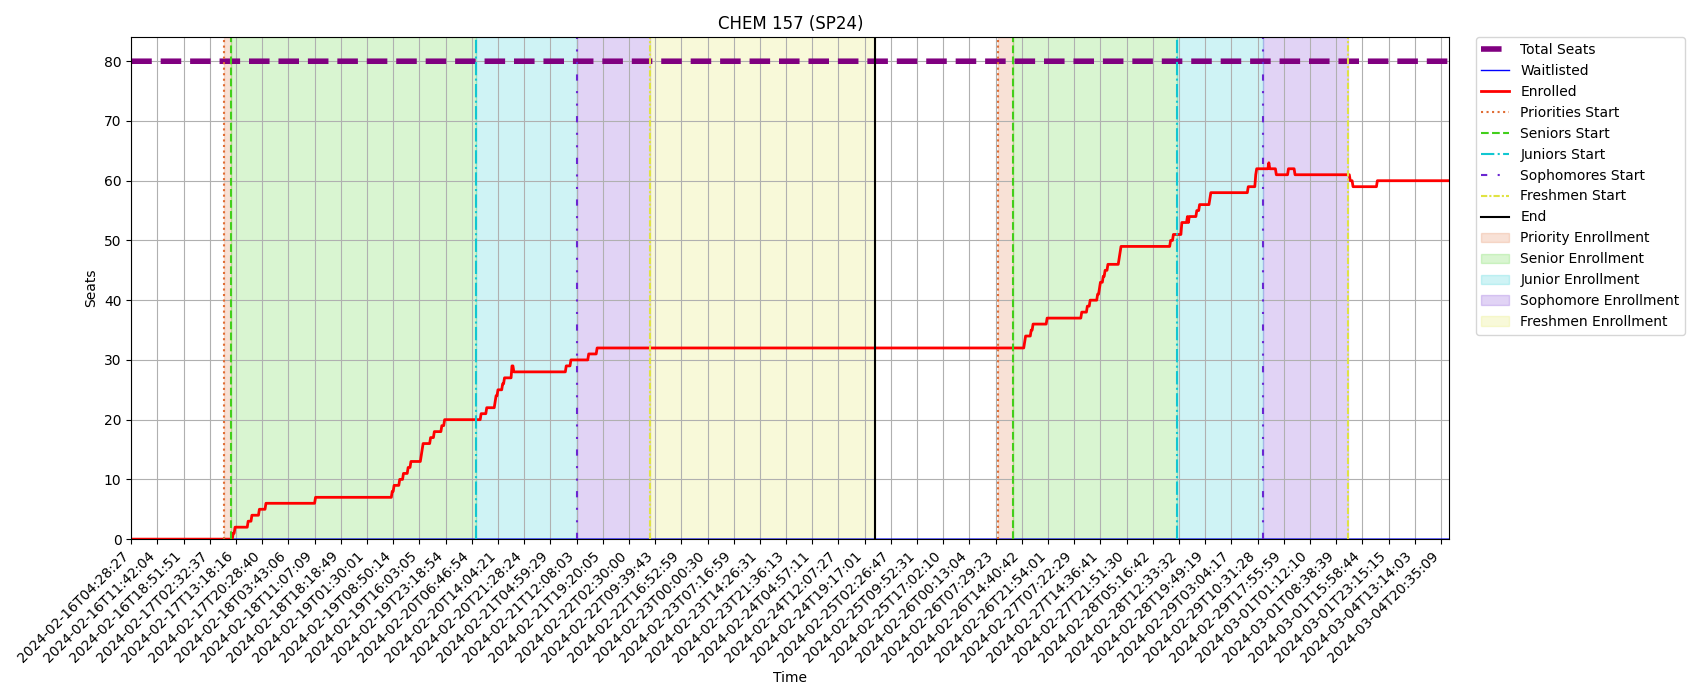 CHEM 157 (SP24)
Seats
80
70
60
50
40
30
20
10
0
2024-02-16T04:28:27
2024-02-16T11:42:04
2024-02-16T18:51:51
2024-02-17T02:32:37
2024-02-17T13:18:16
2024-02-17T20:28:40
2024-02-18T03:43:06
2024-02-18T11:07:09
2024-02-18T18:18:49
2024-02-19T01:30:01
2024-02-19T08:50:14
2024-02-19T16:03:05
2024-02-19T23:18:54
2024-02-20T06:46:54
2024-02-20T14:04:21
2024-02-20T21:28:24
2024-02-21T04:59:29
2024-02-21T12:08:03
2024-02-21T19:20:05
2024-02-22T02:30:00
2024-02-22T09:39:43
2024-02-22T16:52:59
2024-02-23T00:00:30
2024-02-23T07:16:59
2024-02-23T14:26:31
2024-02-23T21:36:13
2024-02-24T04:57:11
2024-02-24T12:07:27
2024-02-24T19:17:01
2024-02-25T02:26:47
2024-02-25T09:52:31
2024-02-25T17:02:10
2024-02-26T00:13:04
2024-02-26T07:29:23
2024-02-26T14:40:42
2024-02-26T21:54:01
2024-02-27T07:22:29
2024-02-27T14:36:41
2024-02-27T21:51:30
2024-02-28T05:16:42
2024-02-28T12:33:32
2024-02-28T19:49:19
2024-02-29T03:04:17
2024-02-29T10:31:28
2024-02-29T17:55:59
2024-03-01T01:12:10
2024-03-01T08:38:39
2024-03-01T15:58:44
2024-03-01T23:15:15
2024-03-04T13:14:03
2024-03-04T20:35:09
Time
Total Seats
Waitlisted
Enrolled
Priorities Start
Seniors Start
Juniors Start
Sophomores Start
Freshmen Start
End
Priority Enrollment
Senior Enrollment
Junior Enrollment
Sophomore Enrollment
Freshmen Enrollment